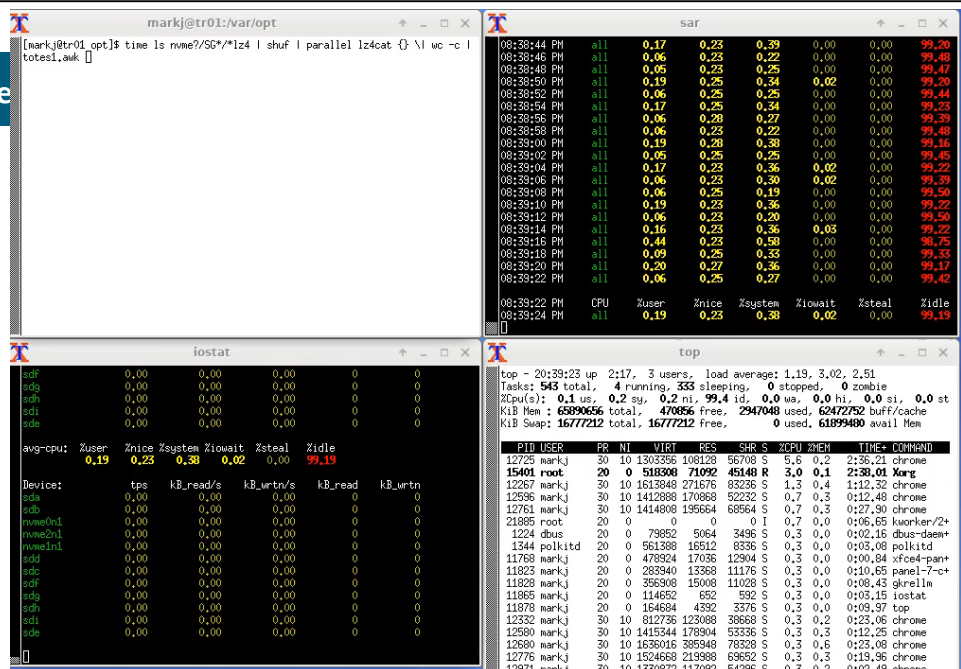 markj@tr01:/var/opt
[markj@tr01 opt]$ time ls nvme?/SG*/*lz4 | shuf | parallel lz4cat {} \| wc -c |
totes1.awk
e
sar
08:38:44 PM all 0.17 0.23 0.39 0.00 0.00 99.20
08:38:46 PM all 0.06 0.23 0.22 0.00 0.00 99.48
08:38:48 PM all 0.05 0.23 0.25 0.00 0.00 99.47
08:38:50 PM all 0.19 0.25 0.34 0.02 0.00 99.20
08:38:52 PM all 0.06 0.25 0.25 0.00 0.00 99.44
08:38:54 PM all 0.17 0.25 0.34 0.00 0.00 99.23
08:38:56 PM all 0.06 0.28 0.27 0.00 0.00 99.39
08:38:58 PM all 0.06 0.23 0.22 0.00 0.00 99.48
08:39:00 PM all 0.19 0.28 0.38 0.00 0.00 99.16
08:39:02 PM all 0.05 0.25 0.25 0.00 0.00 99.45
08:39:04 PM all 0.17 0.23 0.36 0.02 0.00 99.22
08:39:06 PM all 0.06 0.23 0.30 0.02 0.00 99.39
08:39:08 PM all 0.06 0.25 0.19 0.00 0.00 99.50
08:39:10 PM all 0.19 0.23 0.36 0.00 0.00 99.22
08:39:12 PM all 0.06 0.23 0.20 0.00 0.00 99.50
08:39:14 PM all 0.16 0.23 0.36 0.03 0.00 99.22
08:39:16 PM all 0.44 0.23 0.58 0.00 0.00 98.75
08:39:18 PM all 0.09 0.25 0.33 0.00 0.00 99.33
08:39:20 PM all 0.20 0.27 0.36 0.00 0.00 99.17
08:39:22 PM all 0.06 0.25 0.27 0.00 0.00 99.42
08:39:22 PM CPU %user %nice %system %iowait %steal %idle
08:39:24 PM all 0.19 0.23 0.38 0.02 0.00 99.19
iostat
sdf 0.00 0.00 0.00 0 0
sdg 0.00 0.00 0.00 0 0
sdh 0.00 0.00 0.00 0 0
sdi 0.00 0.00 0.00 0 0
sde 0.00 0.00 0.00 0 0
avg-cpu: %user %nice %system %iowait %steal %idle
0.19 0.23 0.38 0.02 0.00 99.19
Device: tps kB_read/s kB_wrtn/s kB_read kB_wrtn
sda 0.00 0.00 0.00 0 0
sdb 0.00 0.00 0.00 0 0
nvme0n1 0.00 0.00 0.00 0 0
nvme2n1 0.00 0.00 0.00 0 0
nvme1n1 0.00 0.00 0.00 0 0
sdd 0.00 0.00 0.00 0 0
sdc 0.00 0.00 0.00 0 0
sdf 0.00 0.00 0.00 0 0
sdg 0.00 0.00 0.00 0 0
sdh 0.00 0.00 0.00 0 0
sdi 0.00 0.00 0.00 0 0
sde 0.00 0.00 0.00 0 0
top
top - 20:39:23 up 2:17, 3 users, load average: 1.19, 3.02, 2.51
Tasks: 543 total, 4 running, 333 sleeping, 0 stopped, 0 zombie
%Cpu(s): 0.1 us, 0.2 sy, 0.2 ni, 99.4 id, 0.0 wa, 0.0 hi, 0.0 si, 0.0 st
KiB Mem : 65890656 total, 470856 free, 2947048 used, 62472752 buff/cache
KiB Swap: 16777212 total, 16777212 free, 0 used. 61899480 avail Mem
PID USER PR NI VIRT RES SHR S %CPU %MEM TIME+ COMMAND
12725 markj 30 10 1303356 108128 56708 S 5.6 0.2 2:36.21 chrome
15401 root 20 0 518308 71092 45148 R 3.0 0.1 2:38.01 Xorg
12267 markj 30 10 1613848 271676 83236 S 1.3 0.4 1:12.32 chrome
12596 markj 30 10 1412888 170868 52232 S 0.7 0.3 0:12.48 chrome
12761 markj 30 10 1414808 195664 68564 S 0.7 0.3 0:27.90 chrome
21885 root 20 0 0 0 0 I 0.7 0.0 0:06.65 kworker/2+
1224 dbus 20 0 79852 5064 3496 S 0.3 0.0 0:02.16 dbus-daem+
1344 polkitd 20 0 561388 16512 8336 S 0.3 0.0 0:03.08 polkitd
11768 markj 20 0 478924 17036 12904 S 0.3 0.0 0:00.84 xfce4-pan+
11823 markj 20 0 283940 13368 11176 S 0.3 0.0 0:10.65 panel-7-c+
11828 markj 20 0 356908 15008 11028 S 0.3 0.0 0:08.43 gkrellm
11865 markj 20 0 114652 652 592 S 0.3 0.0 0:03.15 iostat
11878 markj 20 0 164684 4392 3376 S 0.3 0.0 0:09.97 top
12332 markj 30 10 812736 123088 38668 S 0.3 0.2 0:23.06 chrome
12580 markj 30 10 1415344 178904 53336 S 0.3 0.3 0:12.25 chrome
12680 markj 30 10 1636016 385948 78328 S 0.3 0.6 0:23.08 chrome
12776 markj 30 10 1524668 219988 69652 S 0.3 0.3 0:19.96 chrome